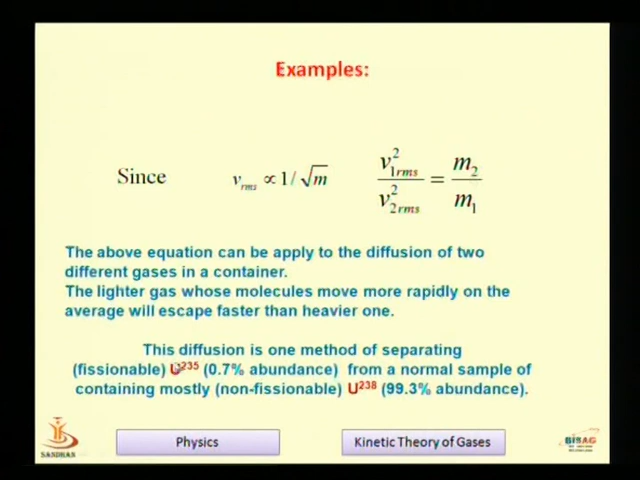 Examples:
Since v_rms ∝ 1/√m v²_1rms / v²_2rms = m_2 / m_1
The above equation can be apply to the diffusion of two
different gases in a container.
The lighter gas whose molecules move more rapidly on the
average will escape faster than heavier one.
This diffusion is one method of separating
(fissionable) U²³⁵ (0.7% abundance) from a normal sample of
containing mostly (non-fissionable) U²³⁸ (99.3% abundance).
SANDHAN
Physics
Kinetic Theory of Gases
BISAG